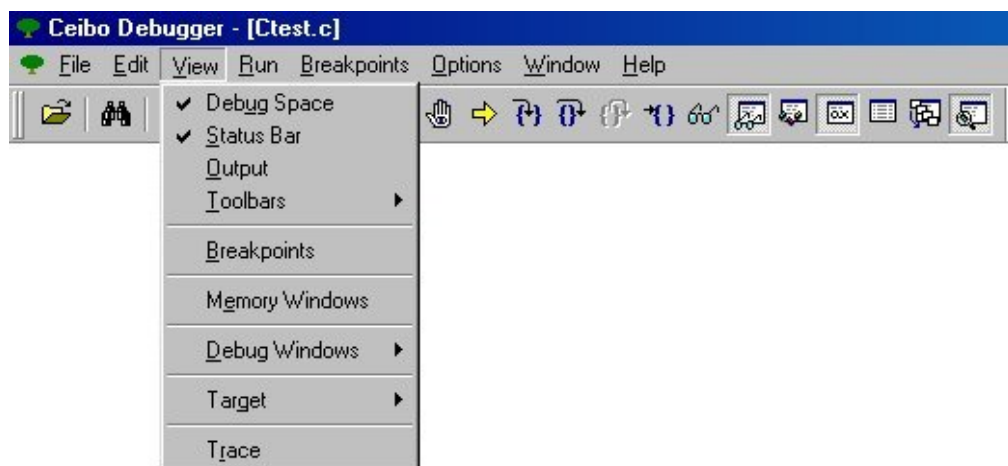 Ceibo Debugger - [Ctest.c]
File Edit View Run Breakpoints Options Window Help
Debug Space
Status Bar
Output
Toolbars
Breakpoints
Memory Windows
Debug Windows
Target
Trace